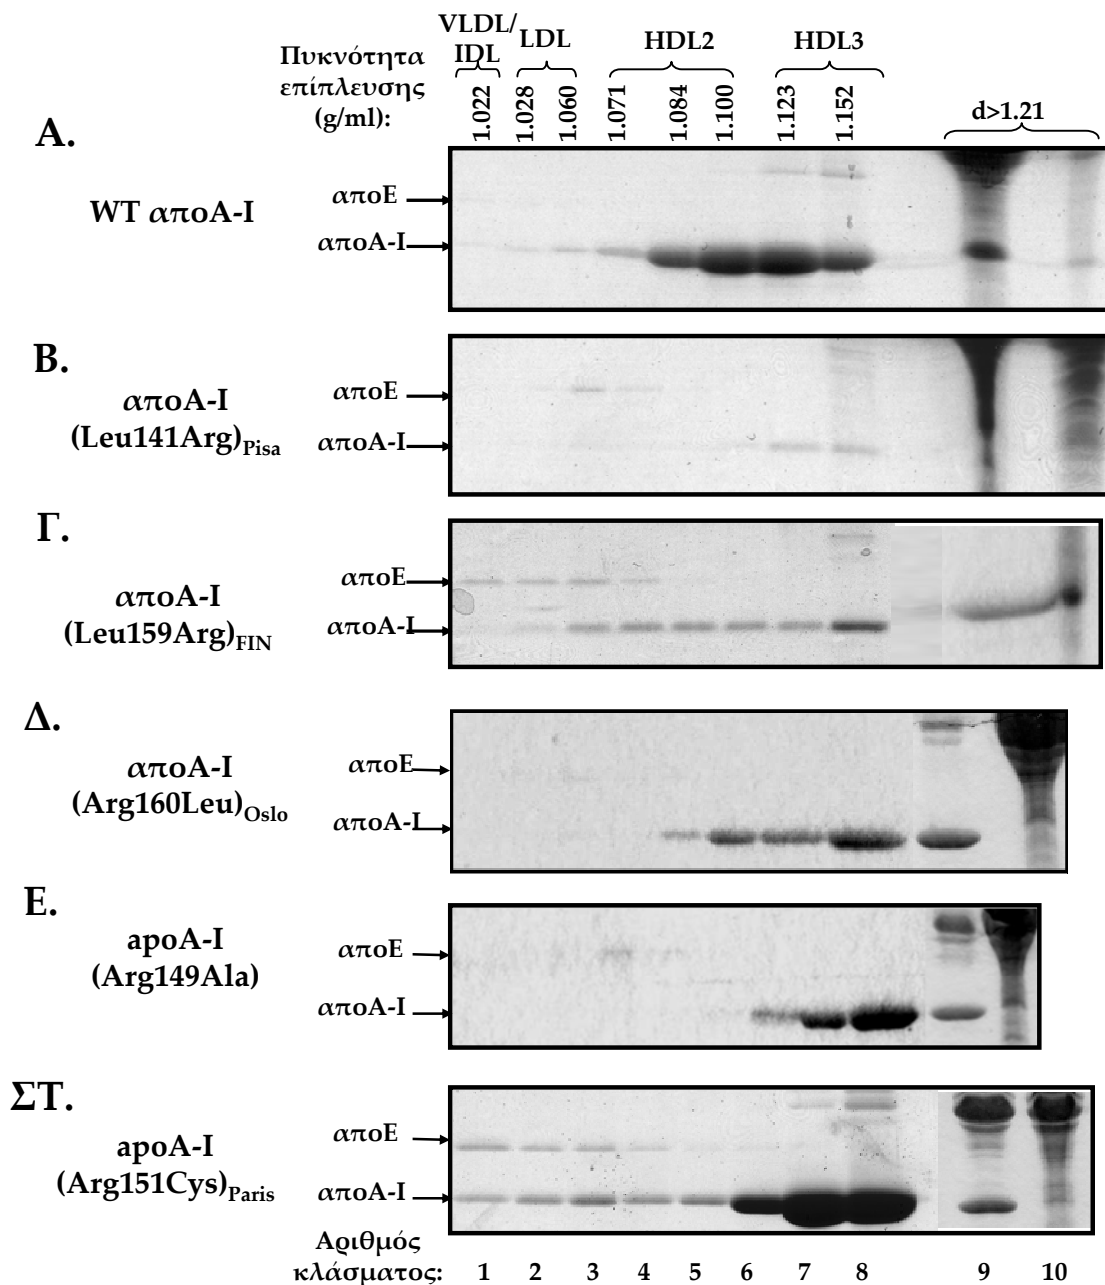 VLDL/
IDL
LDL
HDL2
HDL3
Πυκνότητα
επίπλευσης
(g/ml):
1.022
1.028
1.060
1.071
1.084
1.100
1.123
1.152
d>1.21
Α.
WT αποA-I
αποE
αποA-I
Β.
αποA-I
(Leu141Arg)Pisa
αποE
αποA-I
Γ.
αποA-I
(Leu159Arg)FIN
αποE
αποA-I
Δ.
αποA-I
(Arg160Leu)Oslo
αποE
αποA-I
Ε.
apoA-I
(Arg149Ala)
αποE
αποA-I
ΣΤ.
apoA-I
(Arg151Cys)Paris
αποE
αποA-I
Αριθμός
κλάσματος: 1 2 3 4 5 6 7 8 9 10